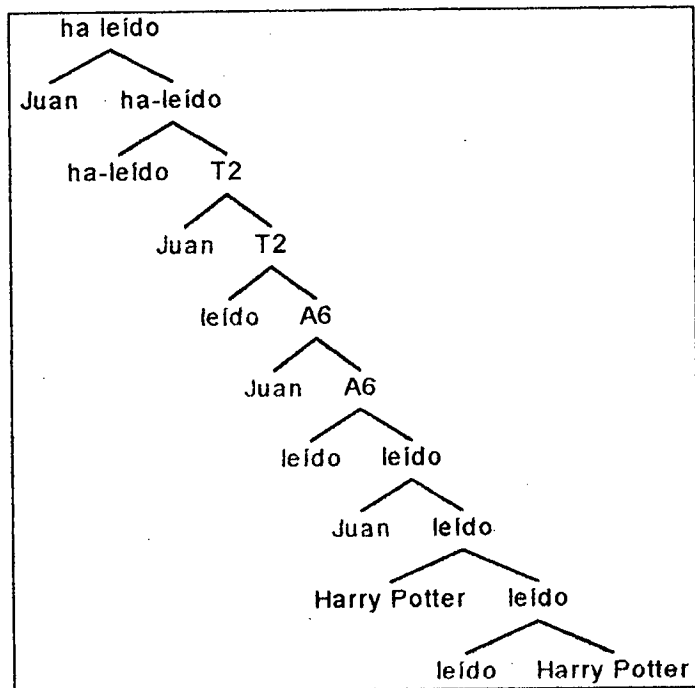 ha leído
Juan ha-leído
ha-leído T2
Juan T2
leído A6
Juan A6
leído leído
Juan leído
Harry Potter leído
leído Harry Potter